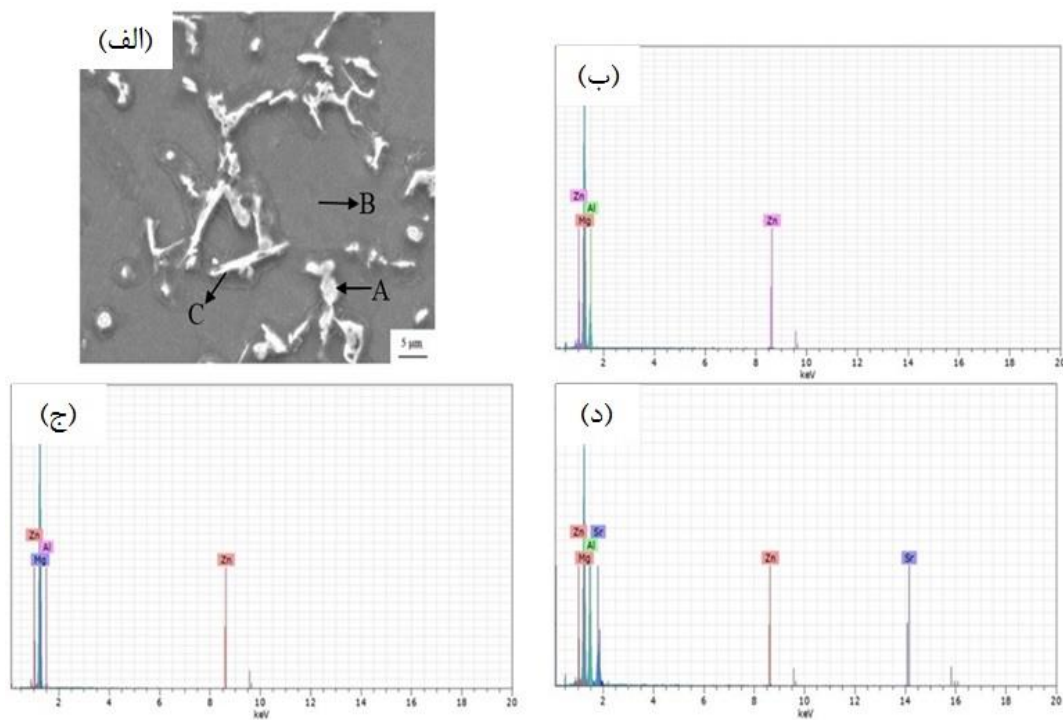 (الف)
B
A
C
5 μm
(ب)
Zn
Al
Mg
Zn
2 4 6 8 10 12 14 16 18 20
keV
(ج)
Zn
Al
Mg
Zn
2 4 6 8 10 12 14 16 18 20
keV
(د)
Zn Sr
Al
Mg
Zn
Sr
2 4 6 8 10 12 14 16 18 20
keV